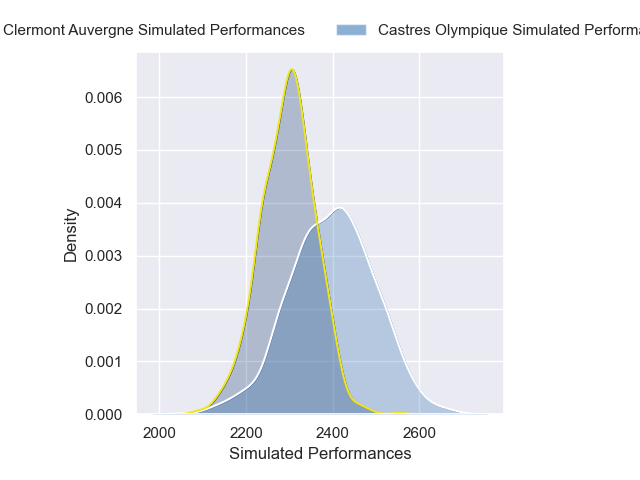 Clermont Auvergne Simulated Performances
Castres Olympique Simulated
0.006
0.005
0.004
0.003
0.002
0.001
0.000
Density
2000 2200 2400 2600
Simulated Performances